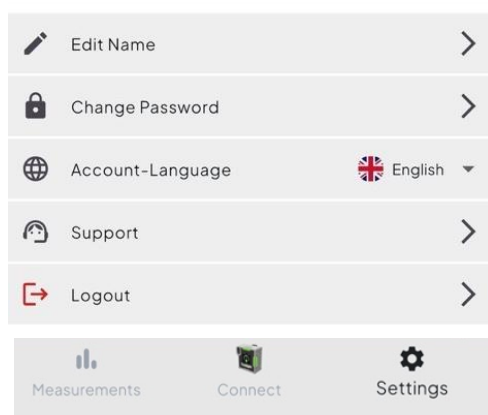 Edit Name
Change Password
Account-Language English
Support
Logout
Measurements Connect Settings